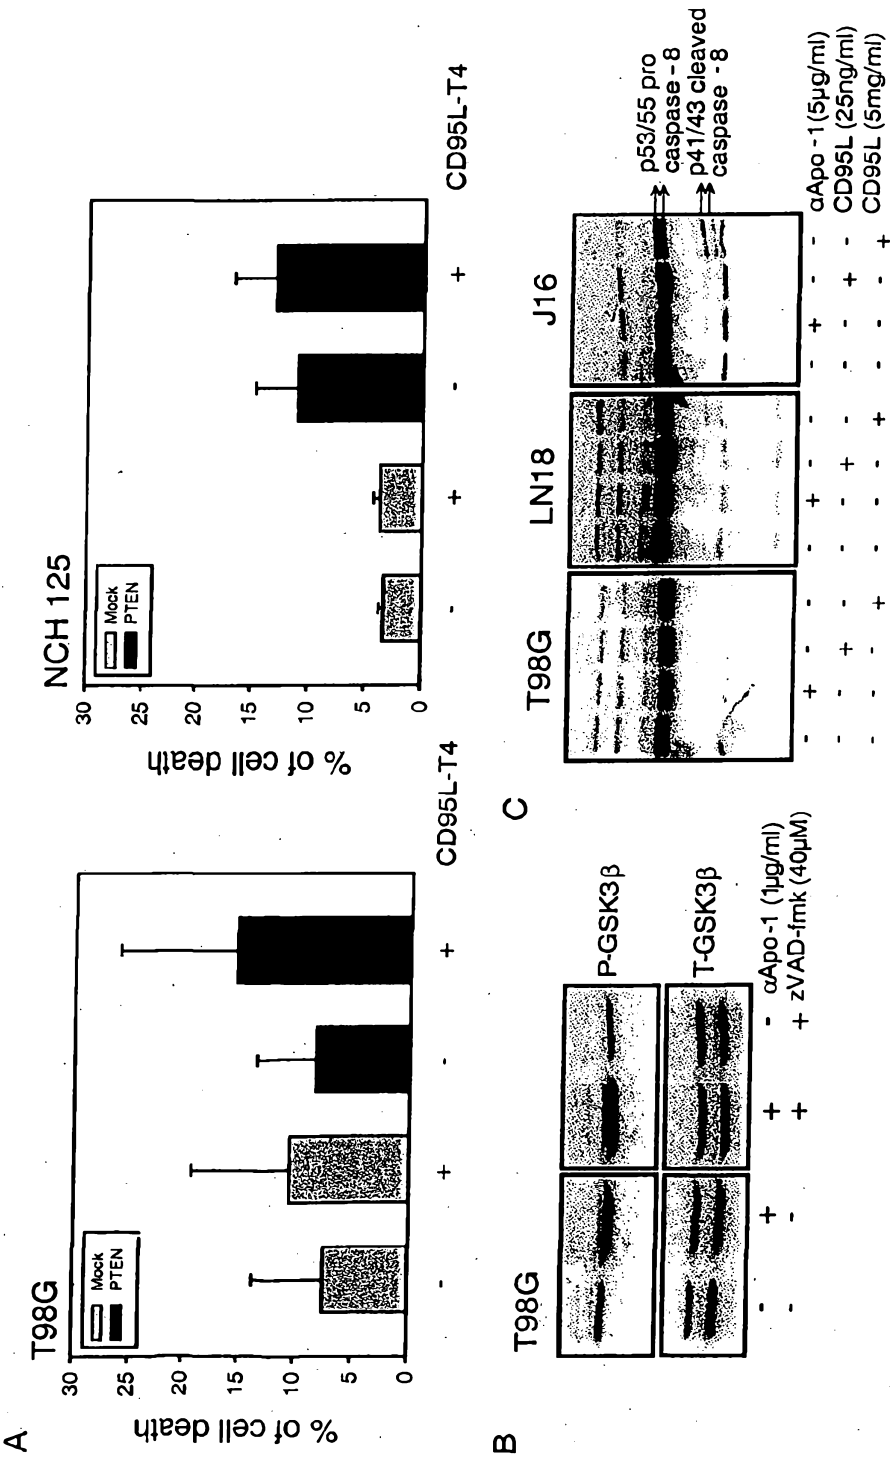 A
T98G
Mock
PTEN
30
25
20
15
10
5
0
% of cell death
- + - +
CD95L-T4
NCH 125
Mock
PTEN
30
25
20
15
10
5
0
% of cell death
- + - +
CD95L-T4
B
T98G
P-GSK3β
T-GSK3β
- + + - αApo-1 (1μg/ml)
- - + + zVAD-fmk (40μM)
C
T98G
LN18
J16
p53/55 pro
caspase - 8
p41/43 cleaved
caspase - 8
- + - - - + - - - + - - αApo-1 (5μg/ml)
- - + - - - + - - - + - CD95L (25ng/ml)
- - - + - - - + - - - + CD95L (5mg/ml)